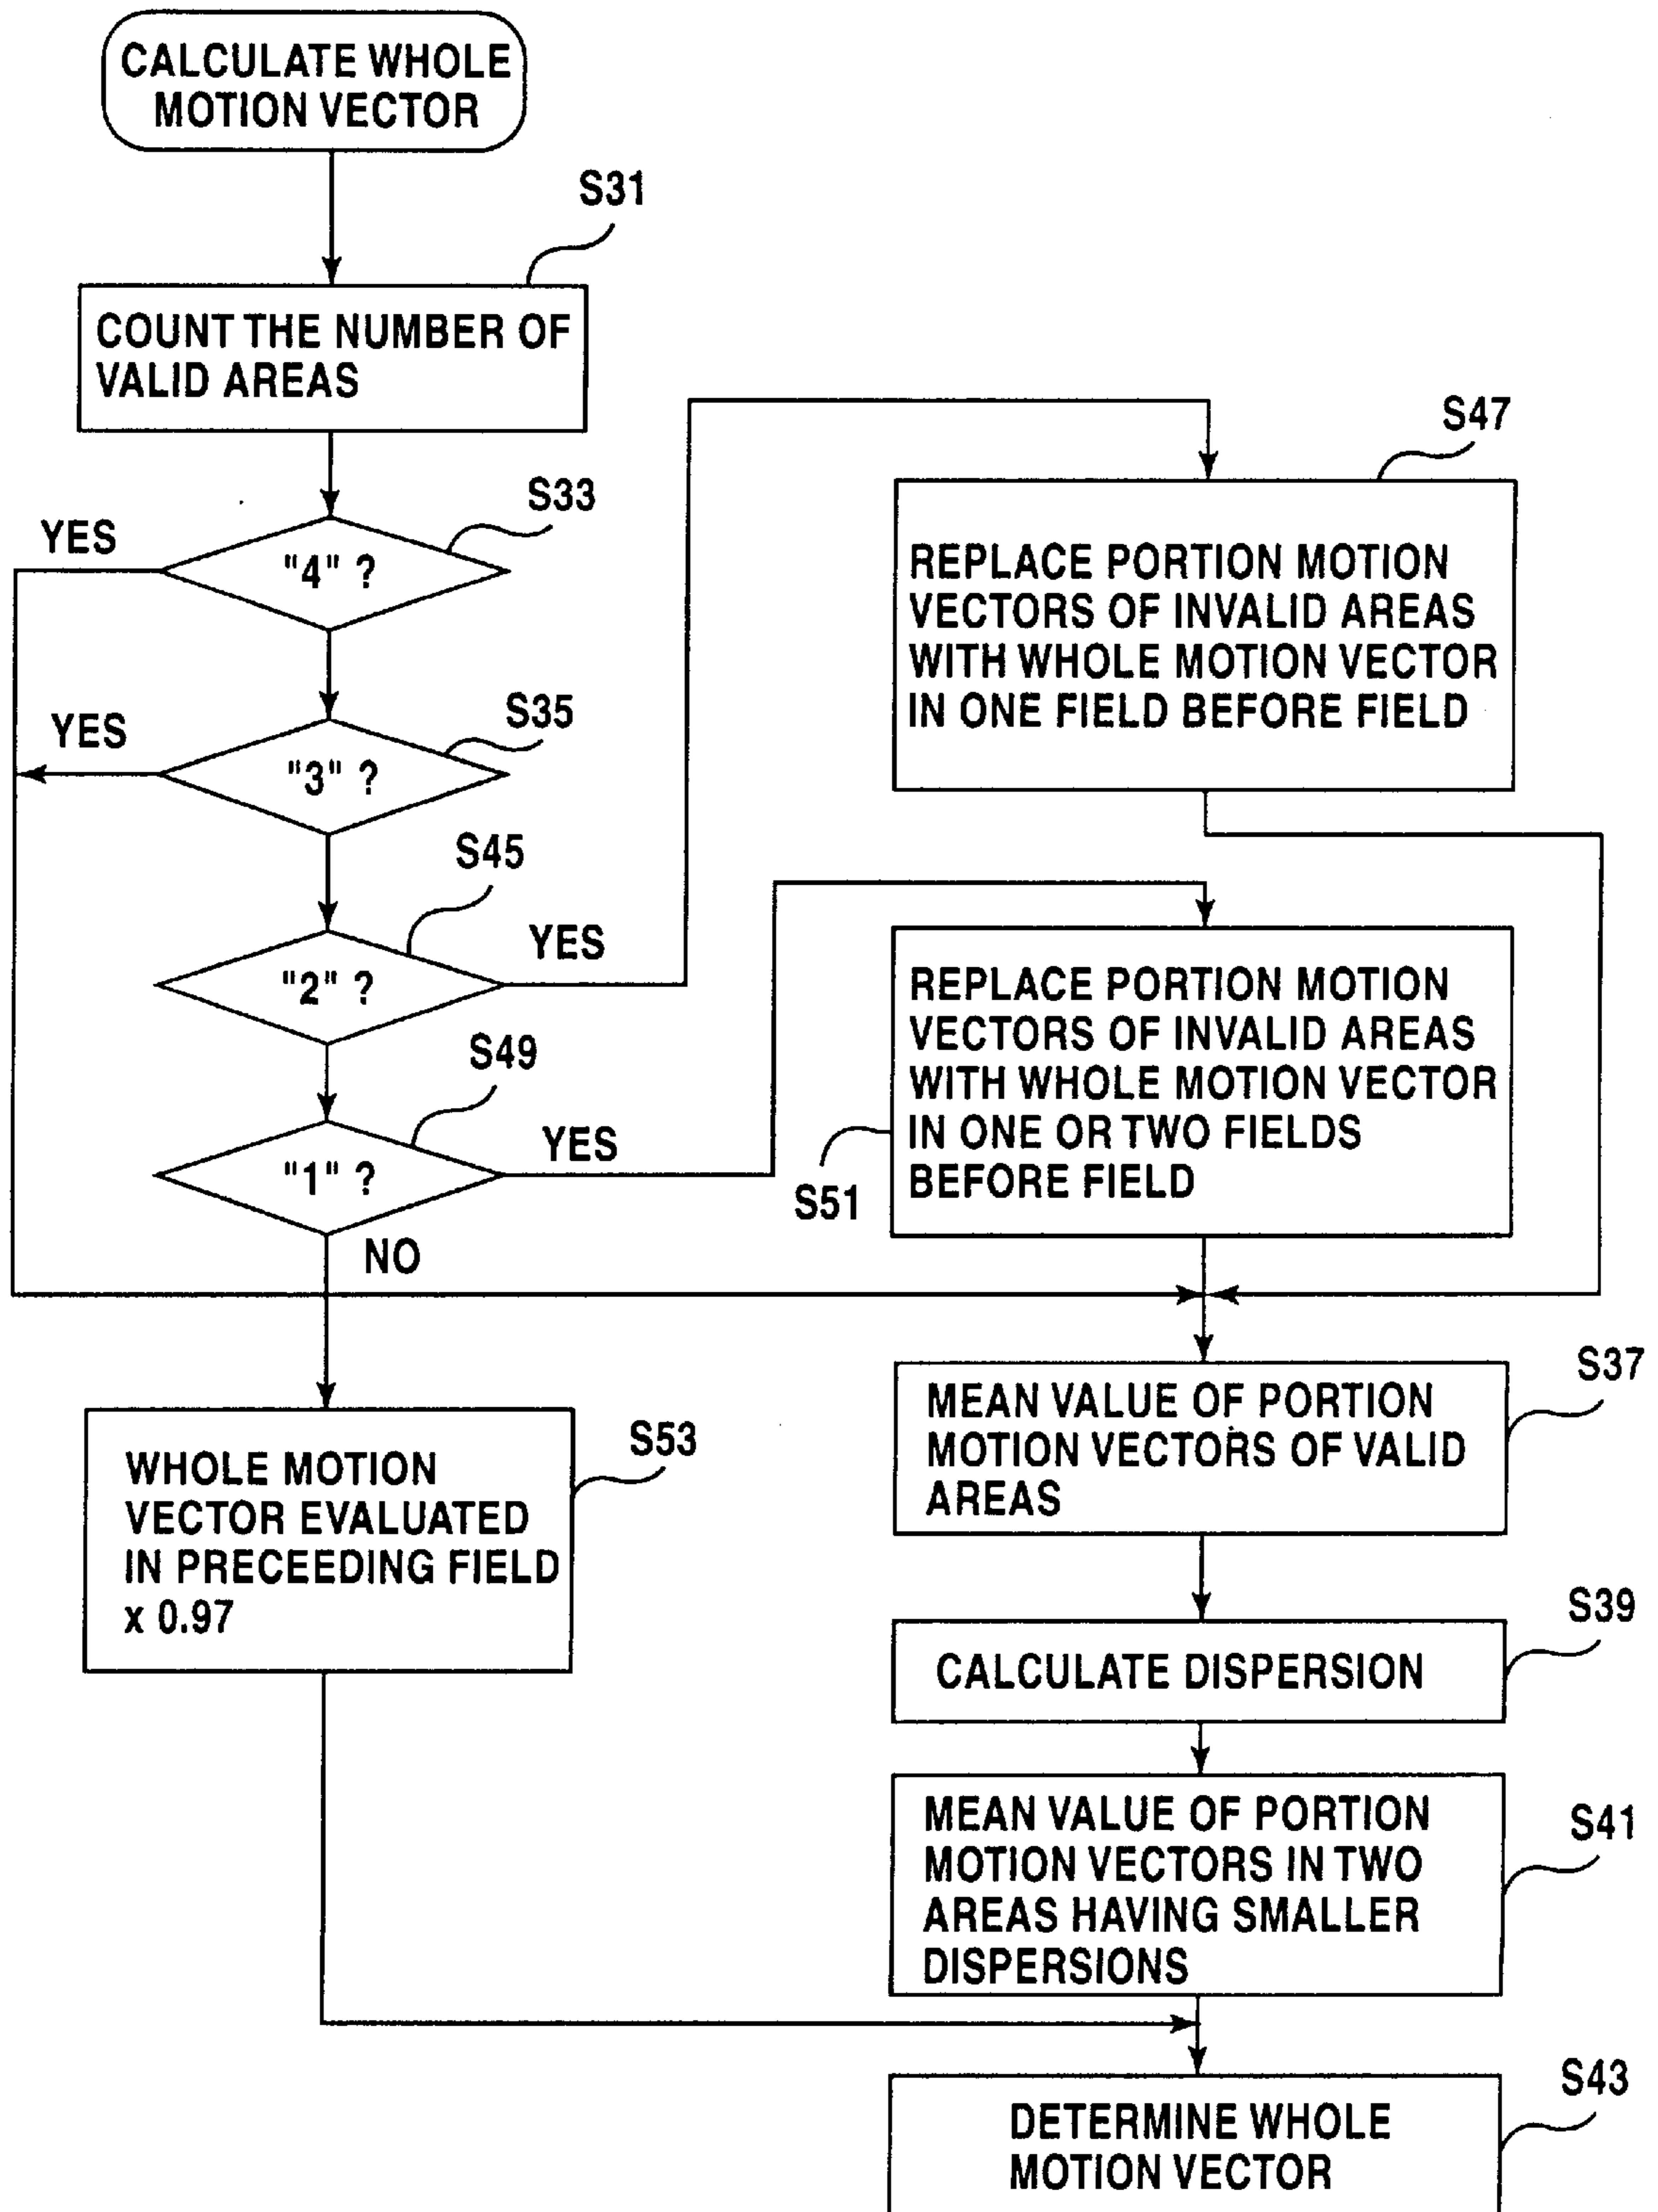 CALCULATE WHOLE
MOTION VECTOR
S31
COUNT THE NUMBER OF
VALID AREAS
S33
YES
"4" ?
S35
YES
"3" ?
S45
YES
"2" ?
S49
YES
"1" ?
NO
S47
REPLACE PORTION MOTION
VECTORS OF INVALID AREAS
WITH WHOLE MOTION VECTOR
IN ONE FIELD BEFORE FIELD
REPLACE PORTION MOTION
VECTORS OF INVALID AREAS
WITH WHOLE MOTION VECTOR
IN ONE OR TWO FIELDS
BEFORE FIELD
S51
S53
WHOLE MOTION
VECTOR EVALUATED
IN PRECEEDING FIELD
x 0.97
S37
MEAN VALUE OF PORTION
MOTION VECTORS OF VALID
AREAS
S39
CALCULATE DISPERSION
S41
MEAN VALUE OF PORTION
MOTION VECTORS IN TWO
AREAS HAVING SMALLER
DISPERSIONS
S43
DETERMINE WHOLE
MOTION VECTOR